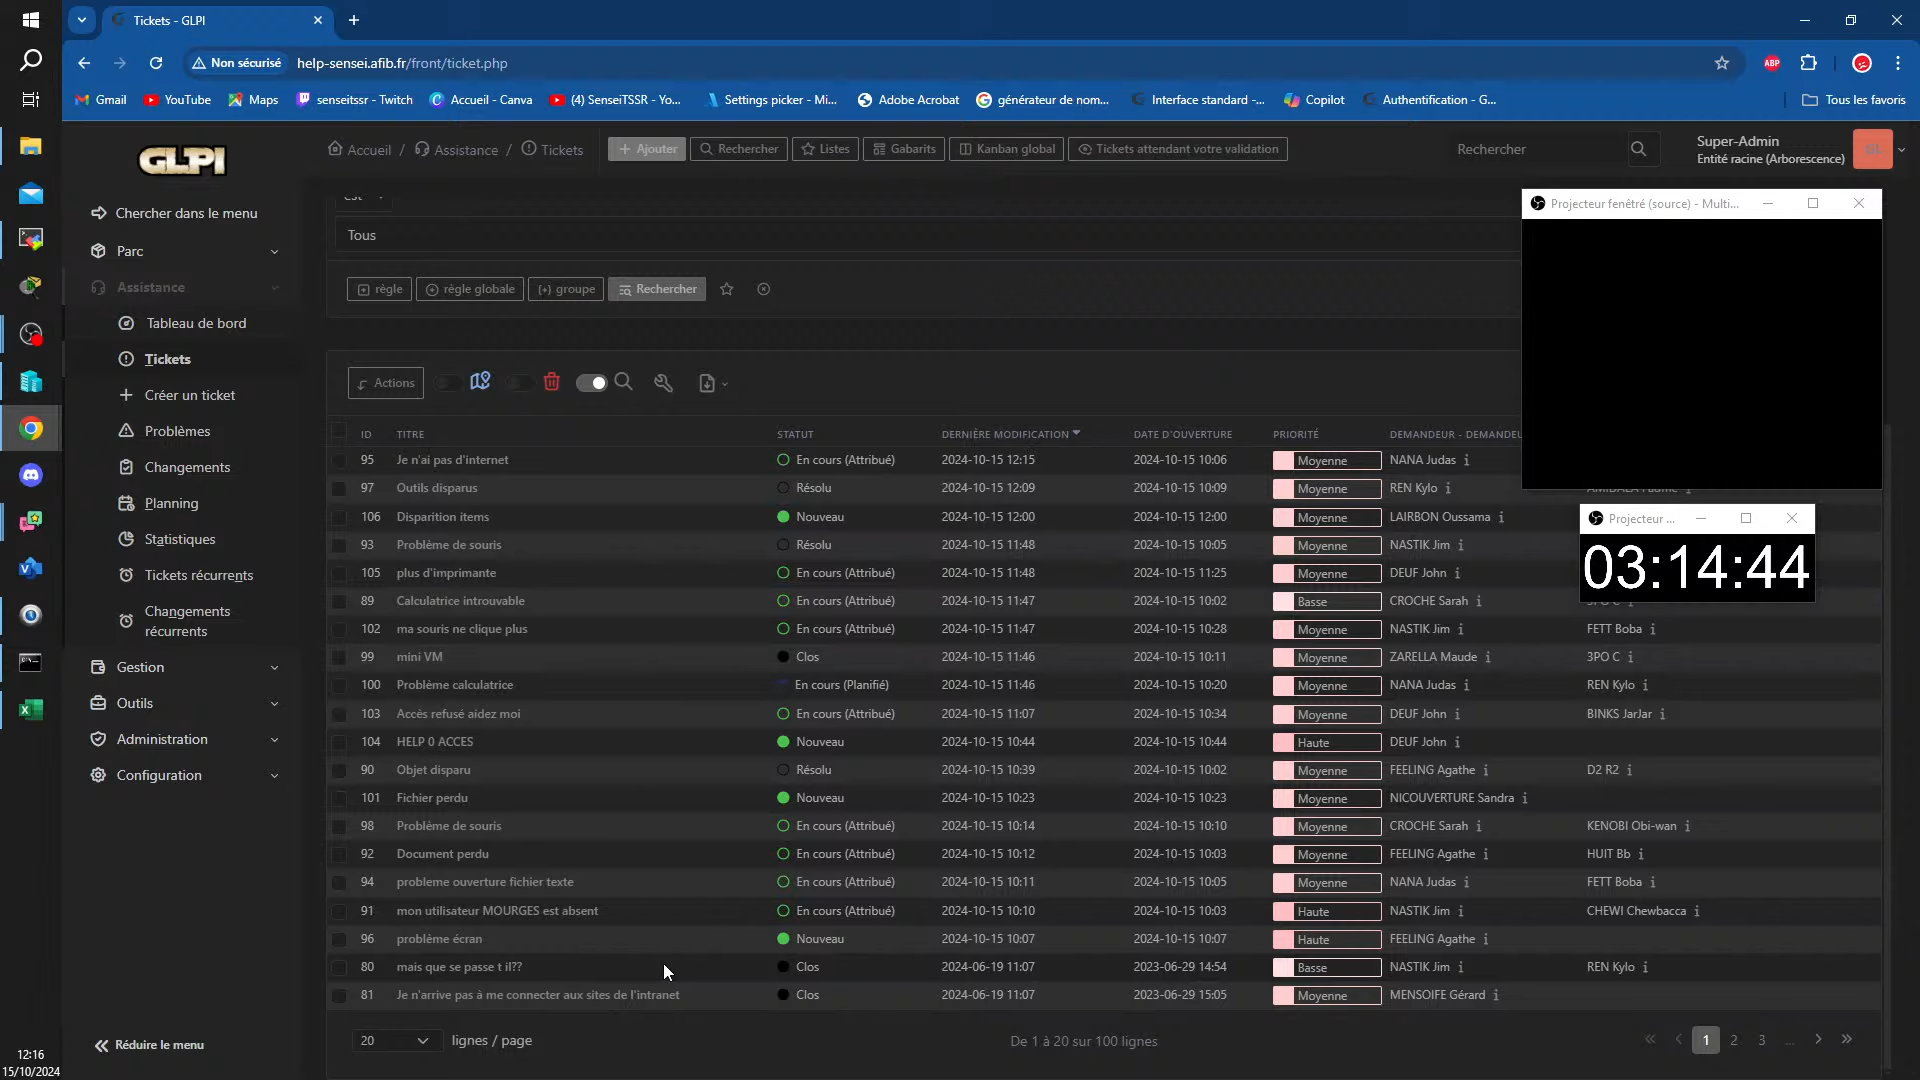 Tickets - GLPI
Non sécurisé
help-sensei.afib.fr/front/ticket.php
ABP
Gmail
YouTube
Maps
senseitssr - Twitch
Accueil - Canva
(4) SenseiTSSR - Yo...
Settings picker - Mi...
Adobe Acrobat
générateur de nom...
Interface standard -...
Copilot
Authentification - G...
Tous les favoris
GLPI
Accueil / Assistance / Tickets
Ajouter
Rechercher
Listes
Gabarits
Kanban global
Tickets attendant votre validation
Rechercher
Super-Admin
Entité racine (Arborescence)
Chercher dans le menu
Parc
Assistance
Tableau de bord
Tickets
Créer un ticket
Problèmes
Changements
Planning
Statistiques
Tickets récurrents
Changements
récurrents
Gestion
Outils
Administration
Configuration
Réduire le menu
est
Tous
règle
règle globale
(+) groupe
Rechercher
Projecteur fenêtré (source) - Multi...
Projecteur ...
03:14:44
Actions
ID TITRE STATUT DERNIÈRE MODIFICATION DATE D'OUVERTURE PRIORITÉ DEMANDEUR - DEMANDEU
95 Je n'ai pas d'internet En cours (Attribué) 2024-10-15 12:15 2024-10-15 10:06 Moyenne NANA Judas i
97 Outils disparus Résolu 2024-10-15 12:09 2024-10-15 10:09 Moyenne REN Kylo i
106 Disparition items Nouveau 2024-10-15 12:00 2024-10-15 12:00 Moyenne LAIRBON Oussama i
93 Problème de souris Résolu 2024-10-15 11:48 2024-10-15 10:05 Moyenne NASTIK Jim i
105 plus d'imprimante En cours (Attribué) 2024-10-15 11:48 2024-10-15 11:25 Moyenne DEUF John i
89 Calculatrice introuvable En cours (Attribué) 2024-10-15 11:47 2024-10-15 10:02 Basse CROCHE Sarah i
102 ma souris ne clique plus En cours (Attribué) 2024-10-15 11:47 2024-10-15 10:28 Moyenne NASTIK Jim i FETT Boba i
99 mini VM Clos 2024-10-15 11:46 2024-10-15 10:11 Moyenne ZARELLA Maude i 3PO C i
100 Problème calculatrice En cours (Planifié) 2024-10-15 11:46 2024-10-15 10:20 Moyenne NANA Judas i REN Kylo i
103 Accés refusé aidez moi En cours (Attribué) 2024-10-15 11:07 2024-10-15 10:34 Moyenne DEUF John i BINKS JarJar i
104 HELP 0 ACCES Nouveau 2024-10-15 10:44 2024-10-15 10:44 Haute DEUF John i
90 Objet disparu Résolu 2024-10-15 10:39 2024-10-15 10:02 Moyenne FEELING Agathe i D2 R2 i
101 Fichier perdu Nouveau 2024-10-15 10:23 2024-10-15 10:23 Moyenne NICOUVERTURE Sandra i
98 Problème de souris En cours (Attribué) 2024-10-15 10:14 2024-10-15 10:10 Moyenne CROCHE Sarah i KENOBI Obi-wan i
92 Document perdu En cours (Attribué) 2024-10-15 10:12 2024-10-15 10:03 Moyenne FEELING Agathe i HUIT Bb i
94 probleme ouverture fichier texte En cours (Attribué) 2024-10-15 10:11 2024-10-15 10:05 Moyenne NANA Judas i FETT Boba i
91 mon utilisateur MOURGES est absent En cours (Attribué) 2024-10-15 10:10 2024-10-15 10:03 Haute NASTIK Jim i CHEWI Chewbacca i
96 problème écran Nouveau 2024-10-15 10:07 2024-10-15 10:07 Haute FEELING Agathe i
80 mais que se passe t il?? Clos 2024-06-19 11:07 2023-06-29 14:54 Basse NASTIK Jim i REN Kylo i
81 Je n'arrive pas à me connecter aux sites de l'intranet Clos 2024-06-19 11:07 2023-06-29 15:05 Moyenne MENSOIFE Gérard i
20 lignes / page
De 1 à 20 sur 100 lignes
« ‹ 1 2 3 ... › »
12:16
15/10/2024